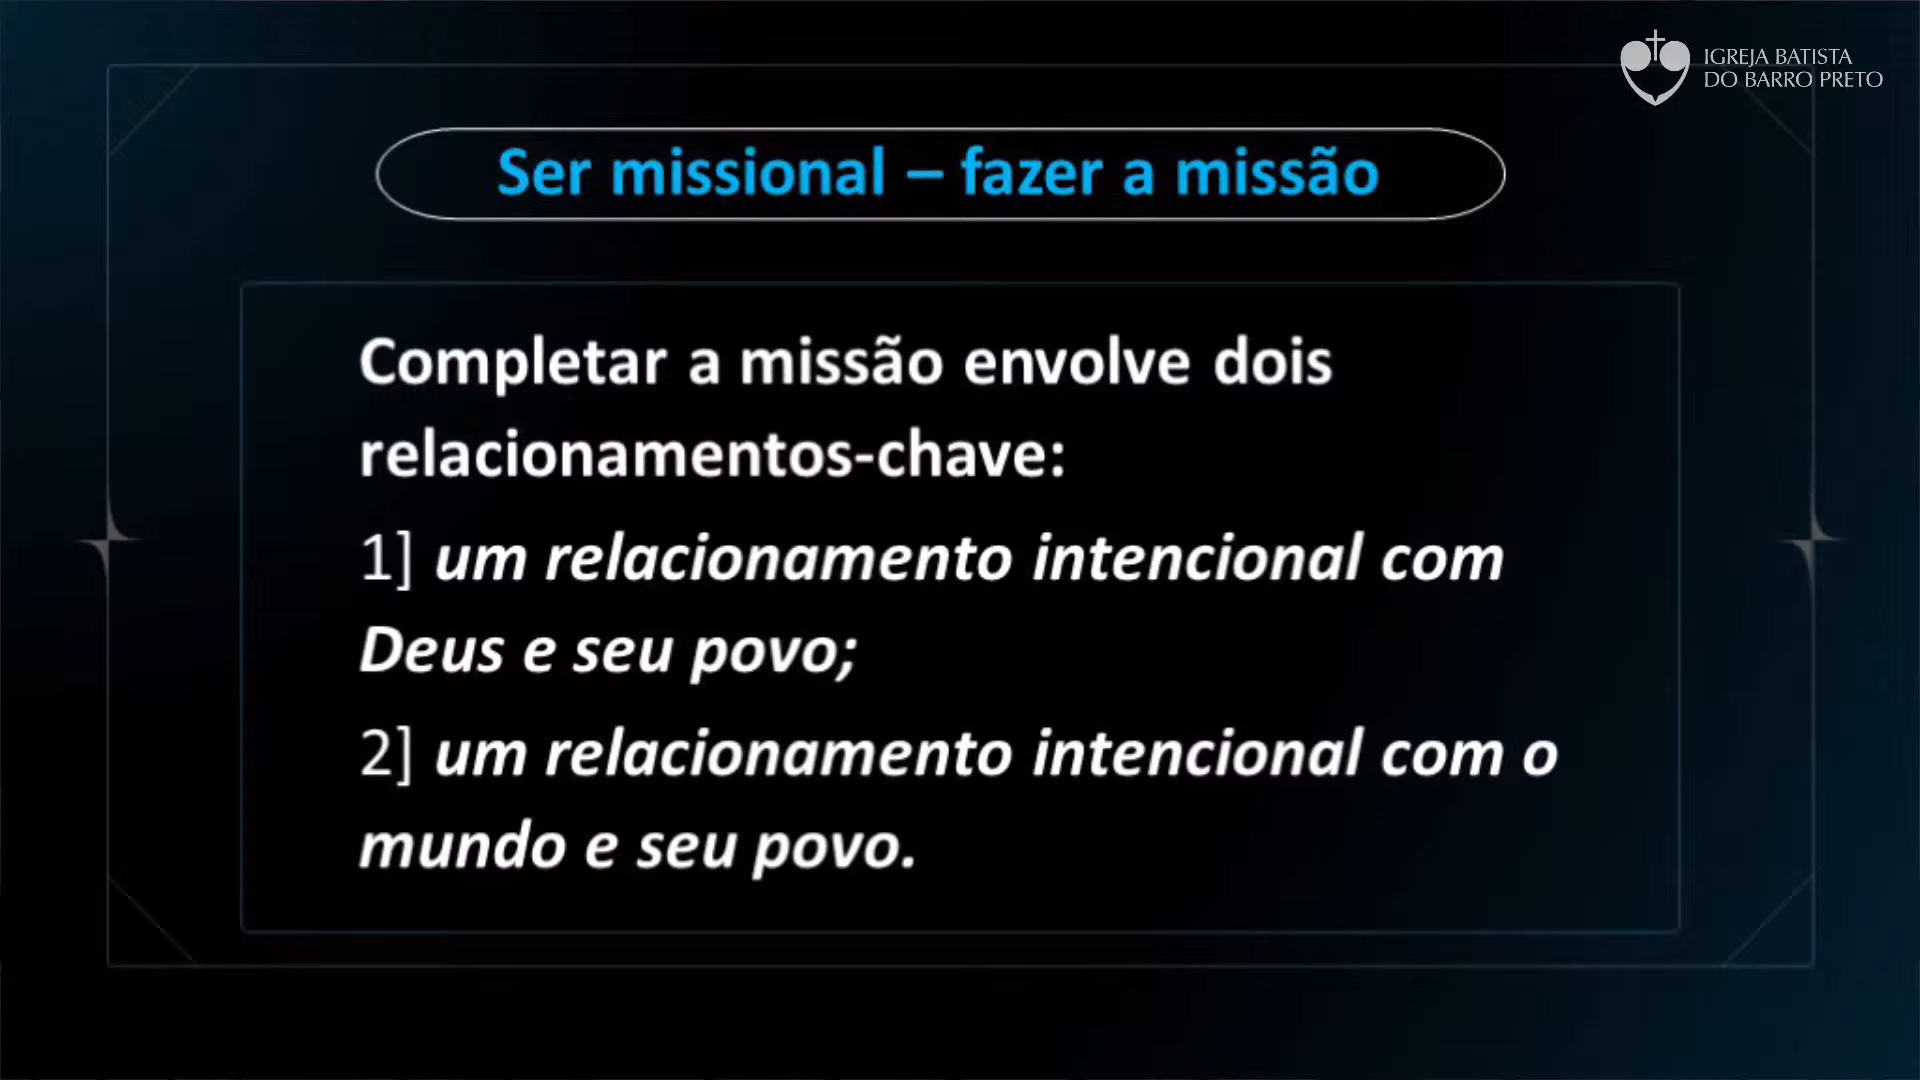 IGREJA BATISTA
DO BARRO PRETO
Ser missional – fazer a missão
Completar a missão envolve dois
relacionamentos-chave:
1] um relacionamento intencional com
Deus e seu povo;
2] um relacionamento intencional com o
mundo e seu povo.